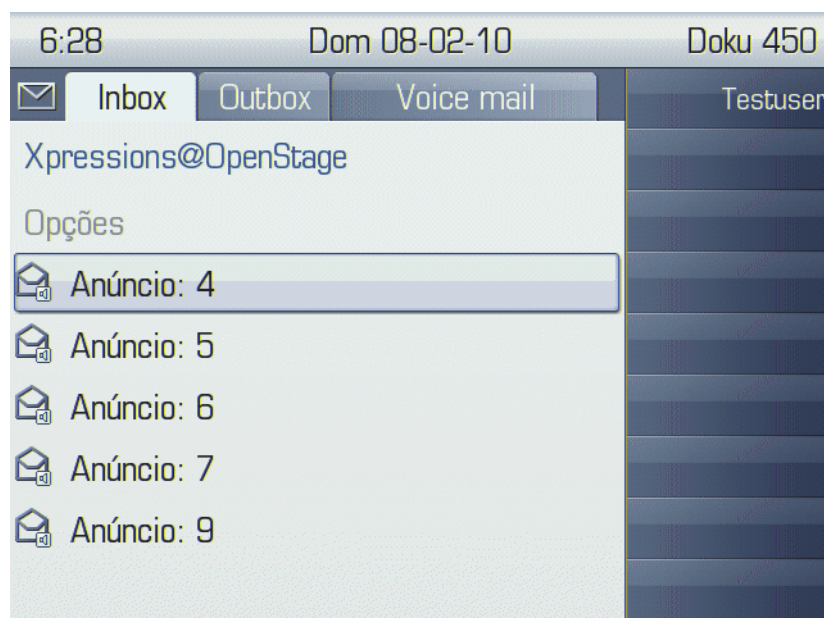 6:28 Dom 08-02-10 Doku 450
Inbox Outbox Voice mail Testuser
Xpressions@OpenStage
Opções
Anúncio: 4
Anúncio: 5
Anúncio: 6
Anúncio: 7
Anúncio: 9